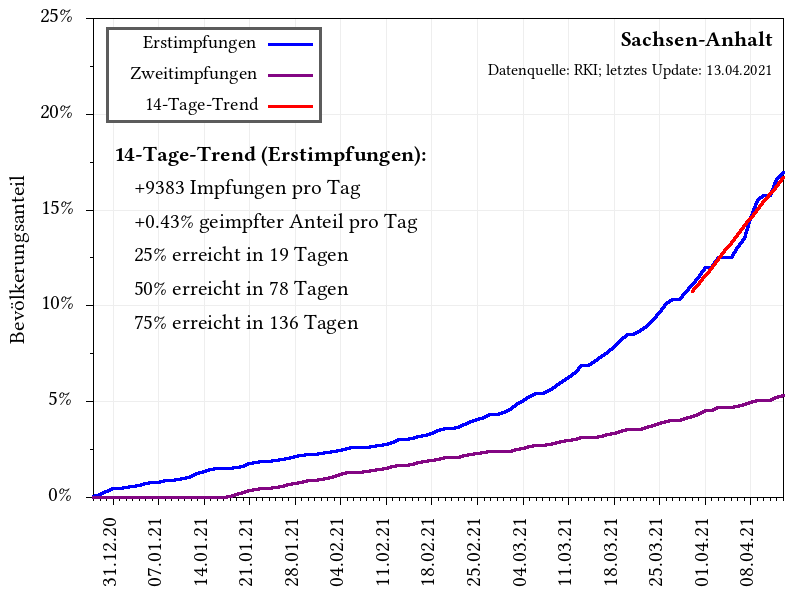 25%
20%
15%
10%
5%
0%
Bevölkerungsanteil
Erstimpfungen
Zweitimpfungen
14-Tage-Trend
Sachsen-Anhalt
Datenquelle: RKI; letztes Update: 13.04.2021
14-Tage-Trend (Erstimpfungen):
+9383 Impfungen pro Tag
+0.43% geimpfter Anteil pro Tag
25% erreicht in 19 Tagen
50% erreicht in 78 Tagen
75% erreicht in 136 Tagen
31.12.20
07.01.21
14.01.21
21.01.21
28.01.21
04.02.21
11.02.21
18.02.21
25.02.21
04.03.21
11.03.21
18.03.21
25.03.21
01.04.21
08.04.21